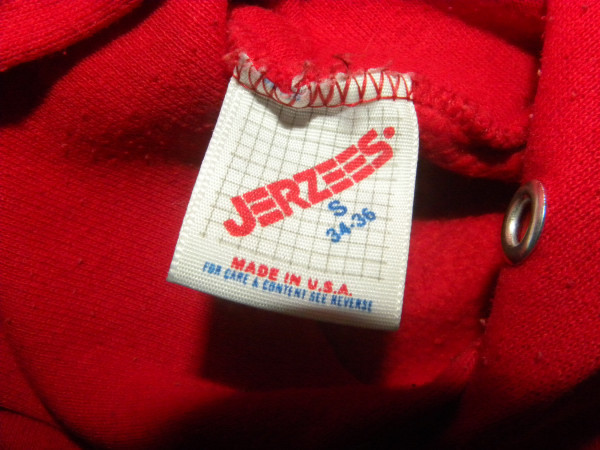 JERZEES
S
34-36
MADE IN U.S.A.
FOR CARE & CONTENT SEE REVERSE